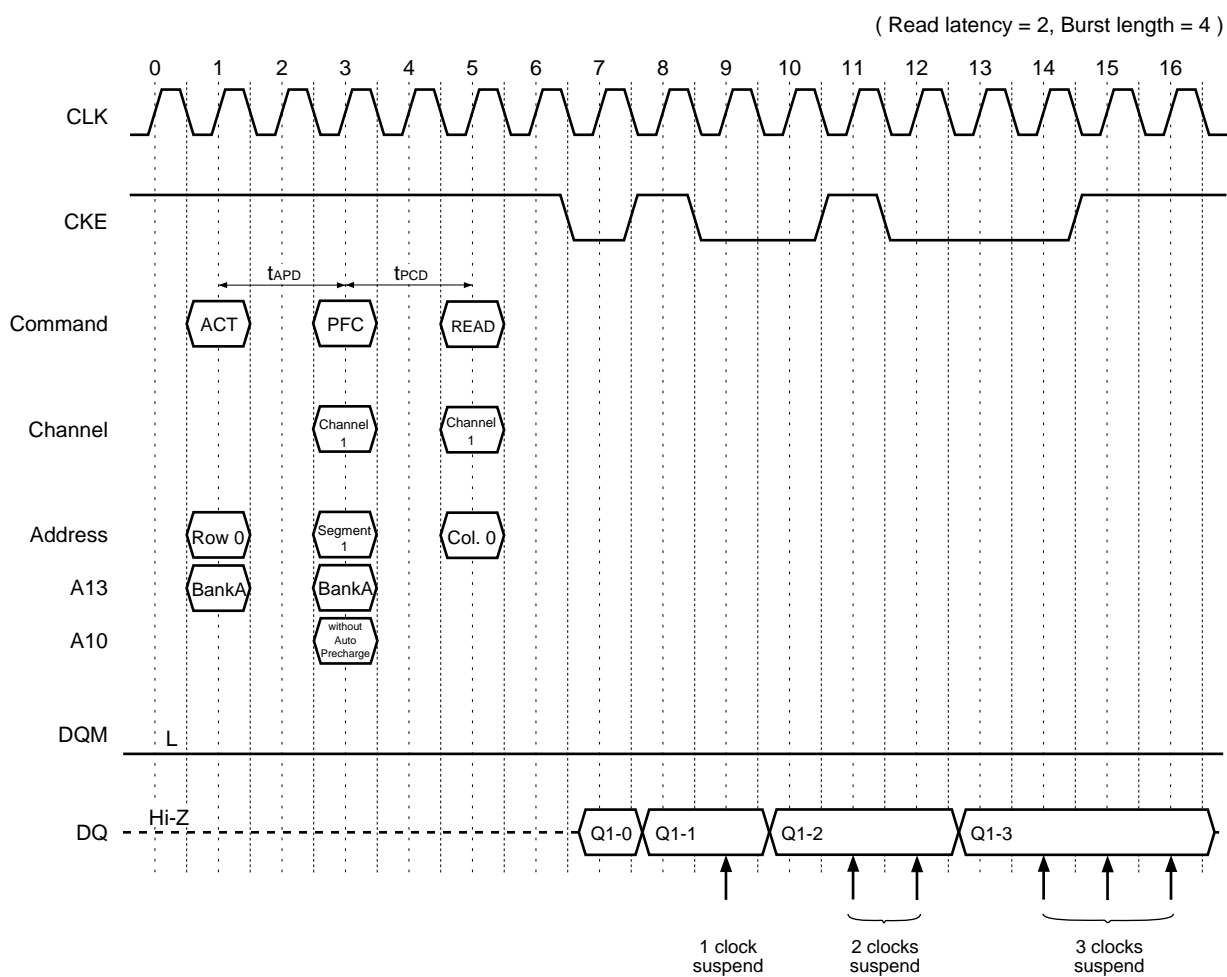 ( Read latency = 2, Burst length = 4 )
0 1 2 3 4 5 6 7 8 9 10 11 12 13 14 15 16
CLK
CKE
tAPD tPCD
Command ACT PFC READ
Channel Channel 1 Channel 1
Address Row 0 Segment 1 Col. 0
A13 BankA BankA
A10 without Auto Precharge
DQM L
Hi-Z
DQ Q1-0 Q1-1 Q1-2 Q1-3
1 clock suspend 2 clocks suspend 3 clocks suspend